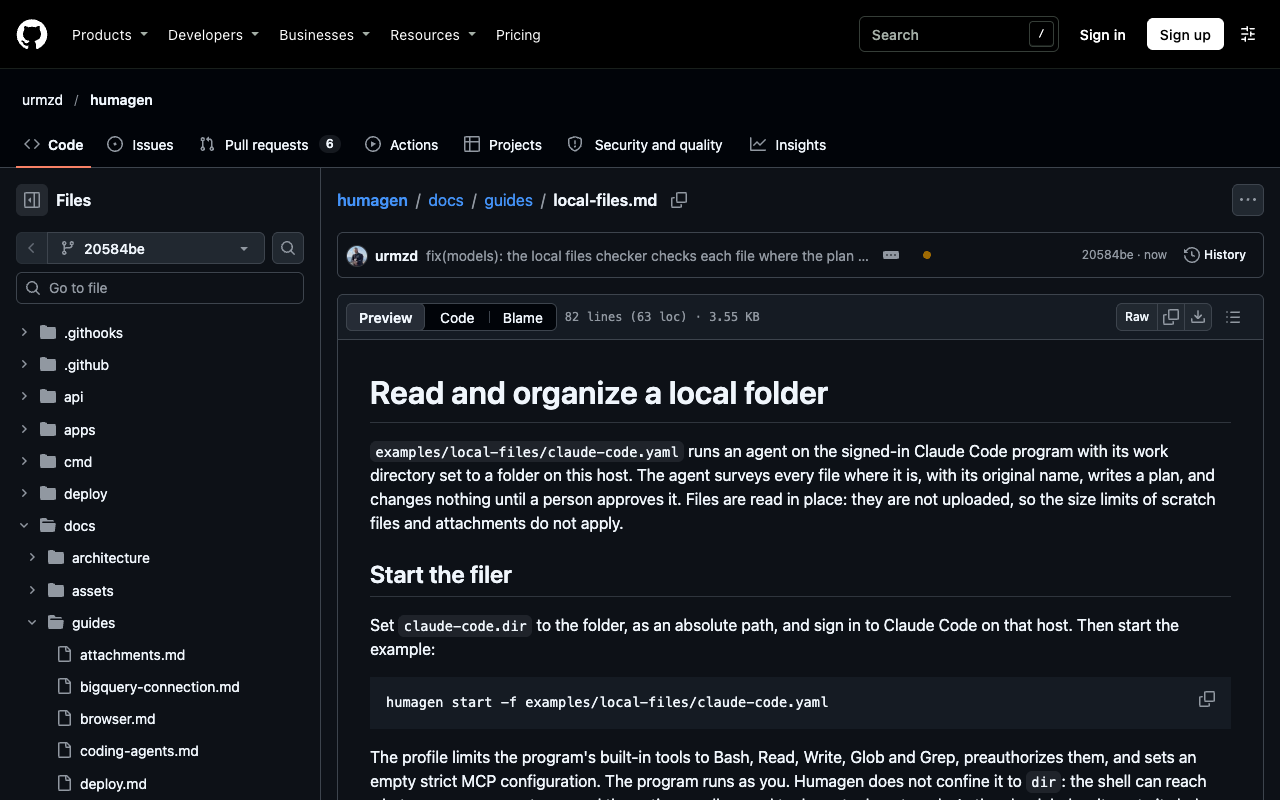 Products Developers Businesses Resources Pricing Search / Sign in Sign up
urmzd / humagen
Code Issues Pull requests 6 Actions Projects Security and quality Insights
Files
20584be
Go to file
.githooks
.github
api
apps
cmd
deploy
docs
architecture
assets
guides
attachments.md
bigquery-connection.md
browser.md
coding-agents.md
deploy.md
humagen / docs / guides / local-files.md
urmzd fix(models): the local files checker checks each file where the plan ... 20584be · now History
Preview Code Blame 82 lines (63 loc) · 3.55 KB Raw
Read and organize a local folder
examples/local-files/claude-code.yaml runs an agent on the signed-in Claude Code program with its work
directory set to a folder on this host. The agent surveys every file where it is, with its original name, writes a plan, and
changes nothing until a person approves it. Files are read in place: they are not uploaded, so the size limits of scratch
files and attachments do not apply.
Start the filer
Set claude-code.dir to the folder, as an absolute path, and sign in to Claude Code on that host. Then start the
example:
humagen start -f examples/local-files/claude-code.yaml
The profile limits the program's built-in tools to Bash, Read, Write, Glob and Grep, preauthorizes them, and sets an
empty strict MCP configuration. The program runs as you. Humagen does not confine it to dir: the shell can reach